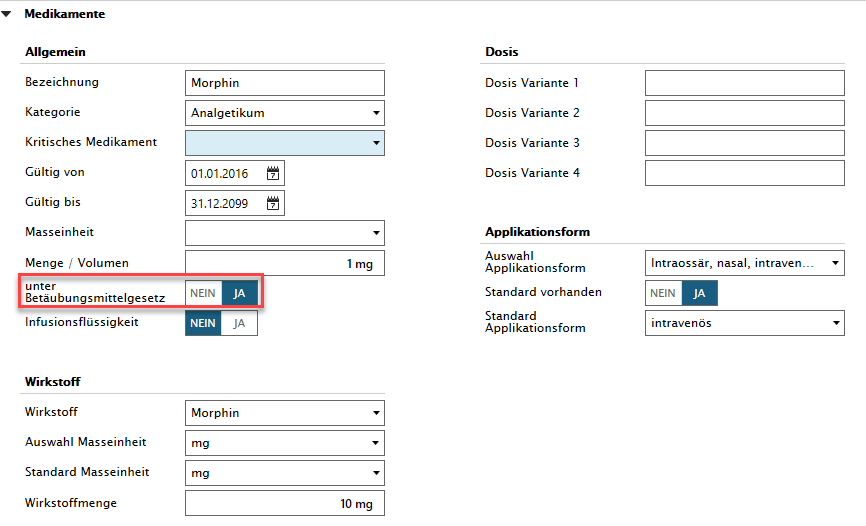 Medikamente
Allgemein
Bezeichnung Morphin
Kategorie Analgetikum
Kritisches Medikament
Gültig von 01.01.2016 7
Gültig bis 31.12.2099 7
Masseinheit
Menge / Volumen 1 mg
unter
Betäubungsmittelgesetz NEIN JA
Infusionsflüssigkeit NEIN JA
Dosis
Dosis Variante 1
Dosis Variante 2
Dosis Variante 3
Dosis Variante 4
Applikationsform
Auswahl
Applikationsform Intraossär, nasal, intraven...
Standard vorhanden NEIN JA
Standard
Applikationsform intravenös
Wirkstoff
Wirkstoff Morphin
Auswahl Masseinheit mg
Standard Masseinheit mg
Wirkstoffmenge 10 mg